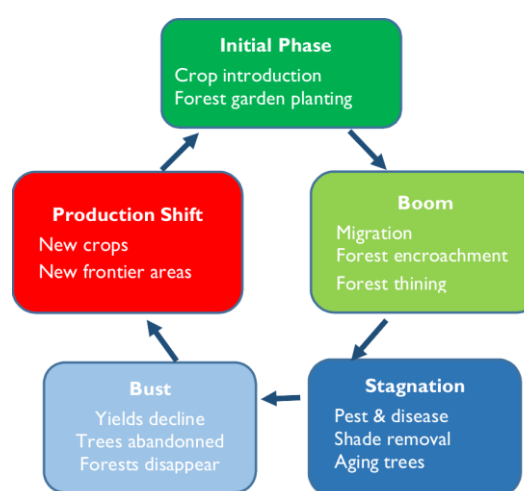 Initial Phase
Crop introduction
Forest garden planting
Boom
Migration
Forest encroachment
Forest thining
Stagnation
Pest & disease
Shade removal
Aging trees
Bust
Yields decline
Trees abandonned
Forests disappear
Production Shift
New crops
New frontier areas